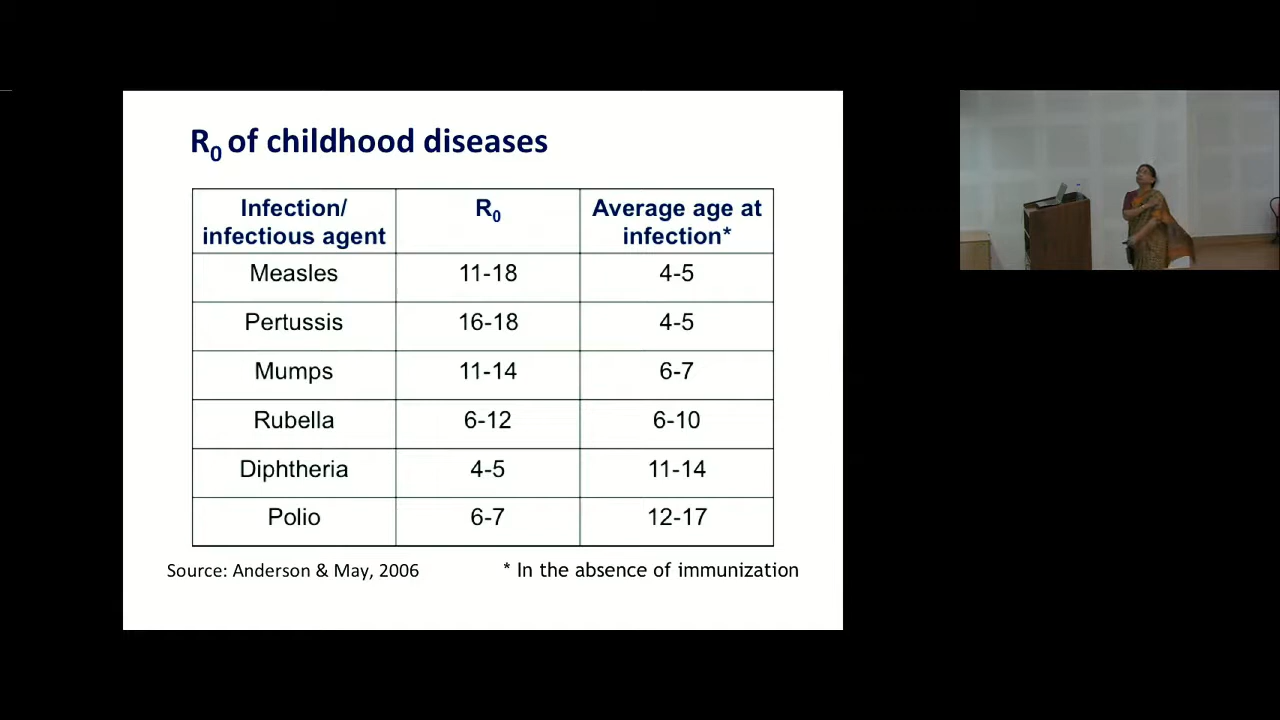 R0 of childhood diseases
Infection/ infectious agent R0 Average age at infection*
Measles 11-18 4-5
Pertussis 16-18 4-5
Mumps 11-14 6-7
Rubella 6-12 6-10
Diphtheria 4-5 11-14
Polio 6-7 12-17
Source: Anderson & May, 2006 * In the absence of immunization